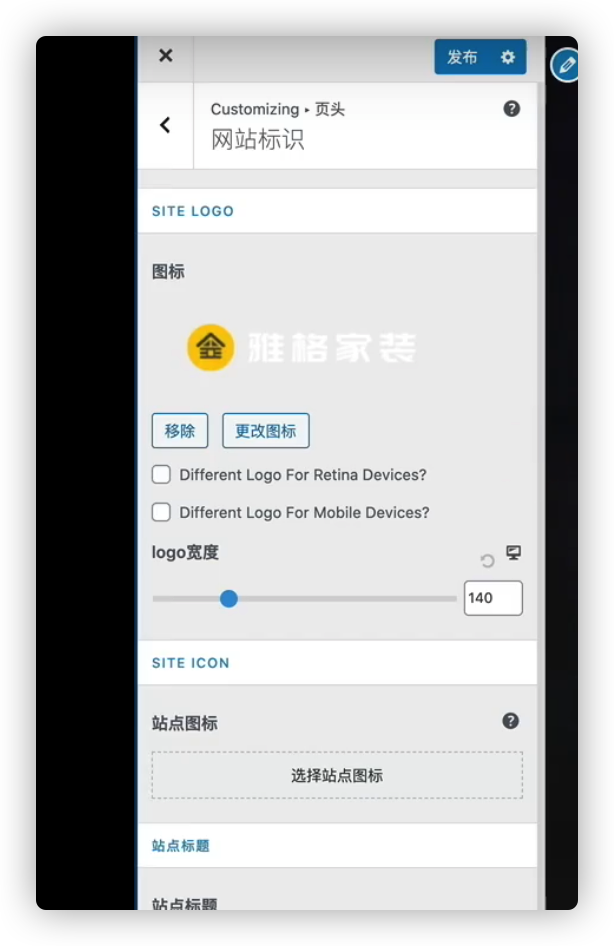 发布
Customizing ▸ 页头
网站标识
SITE LOGO
图标
雅格家装
移除 更改图标
Different Logo For Retina Devices?
Different Logo For Mobile Devices?
logo宽度
140
SITE ICON
站点图标
选择站点图标
站点标题
站点标题